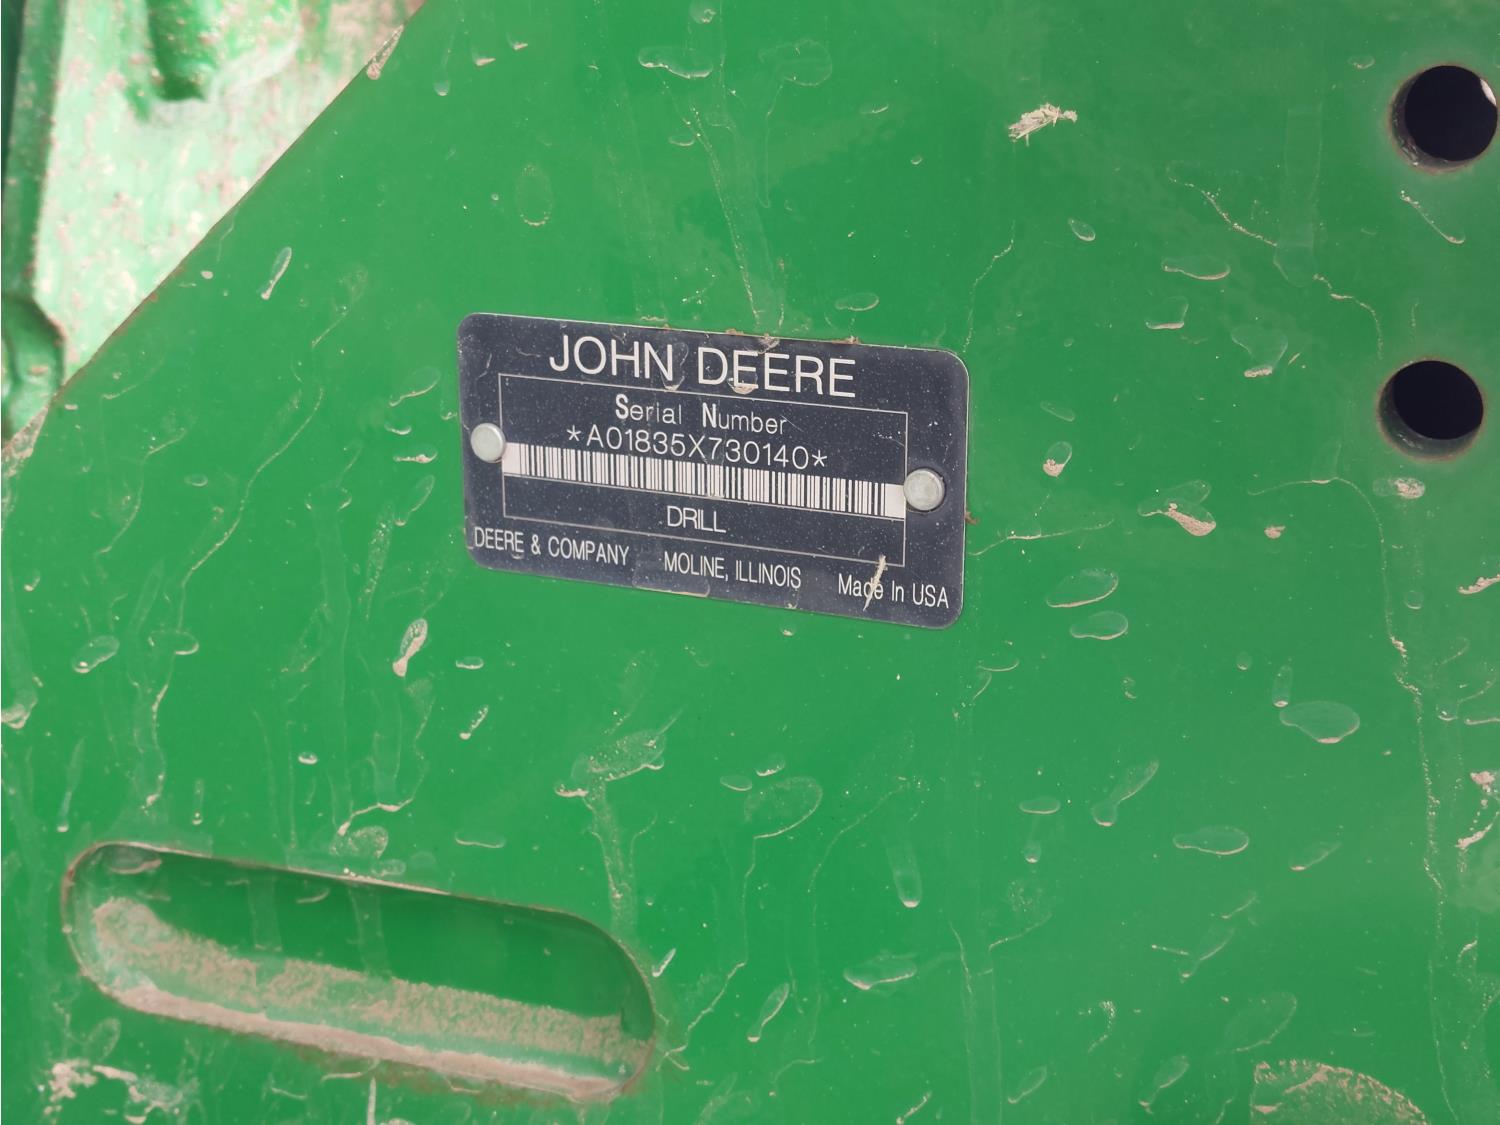 JOHN DEERE
Serial Number
*A01835X730140*
DRILL
DEERE & COMPANY MOLINE, ILLINOIS Made In USA